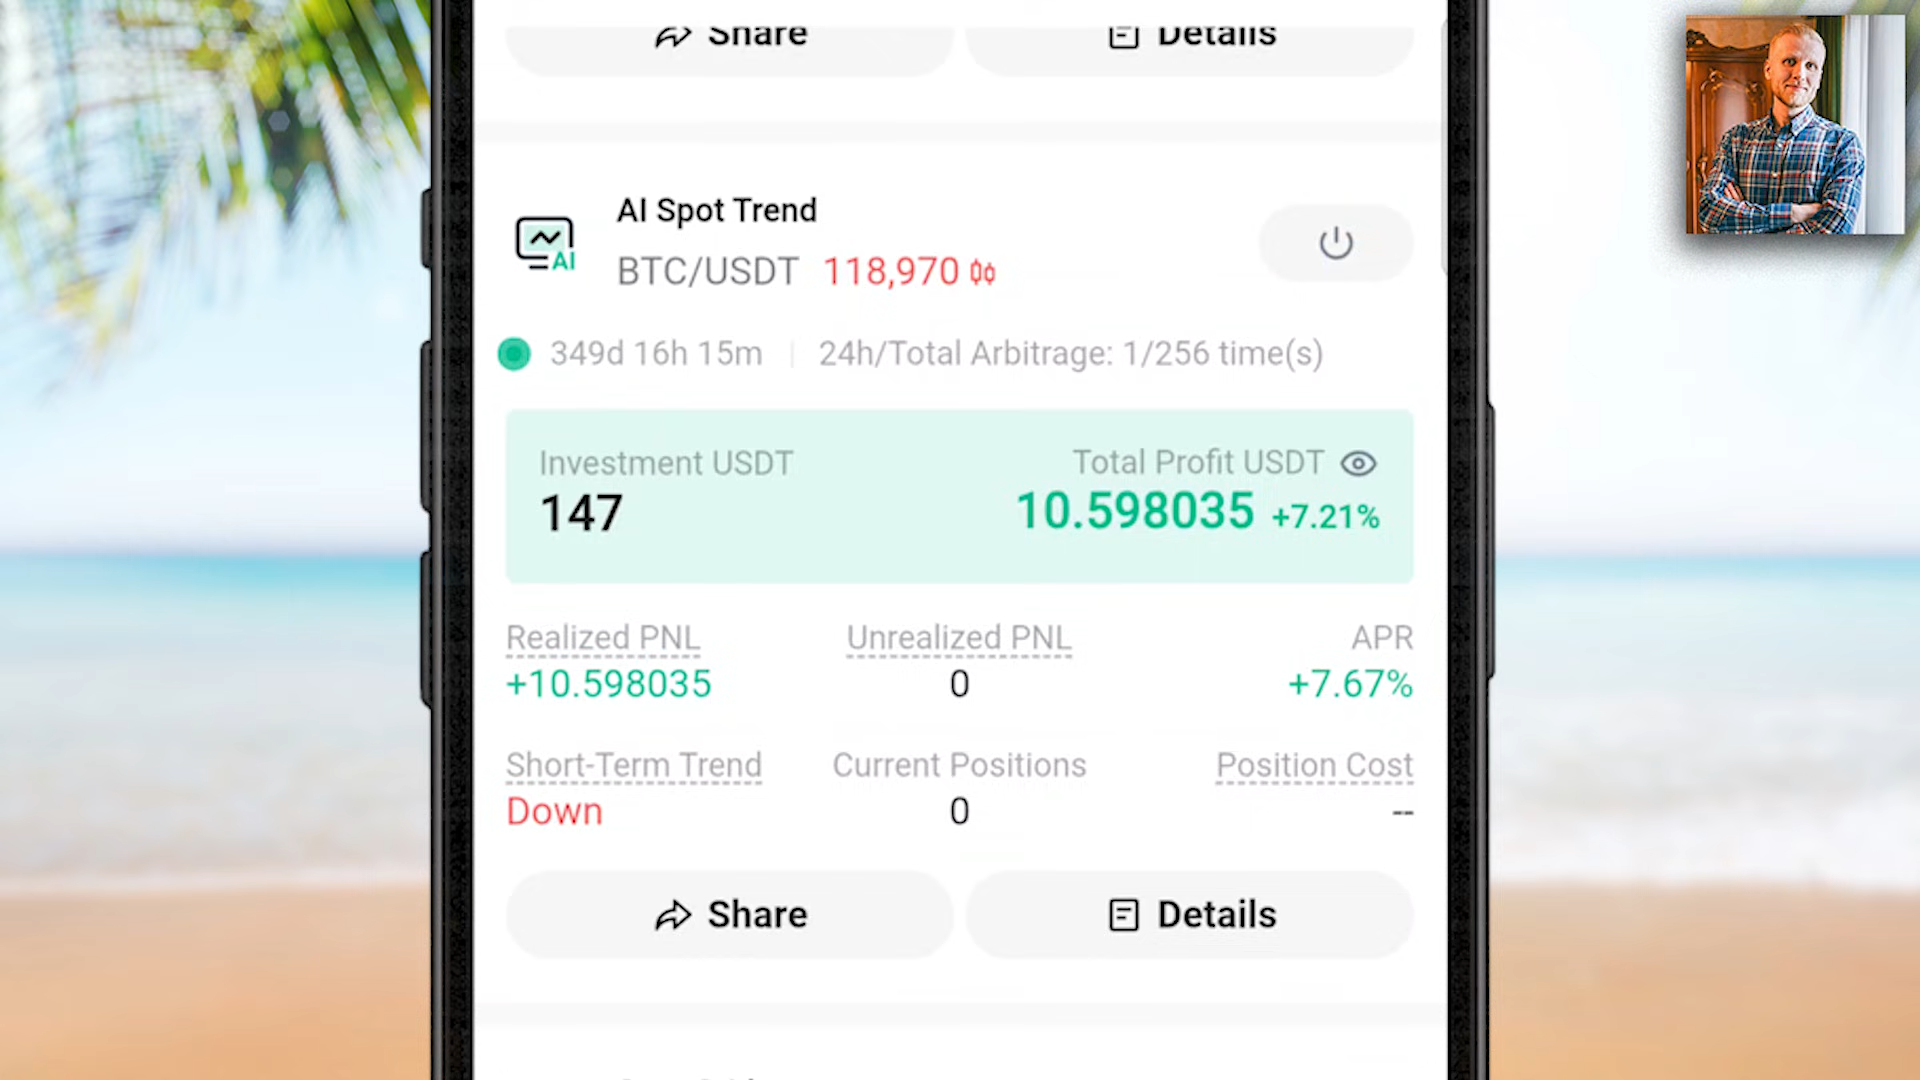 Share
Details
AI Spot Trend
BTC/USDT 118,970
AI
349d 16h 15m | 24h/Total Arbitrage: 1/256 time(s)
Investment USDT
Total Profit USDT
147
10.598035 +7.21%
Realized PNL
Unrealized PNL
APR
+10.598035
0
+7.67%
Short-Term Trend
Current Positions
Position Cost
Down
0
--
Share
Details